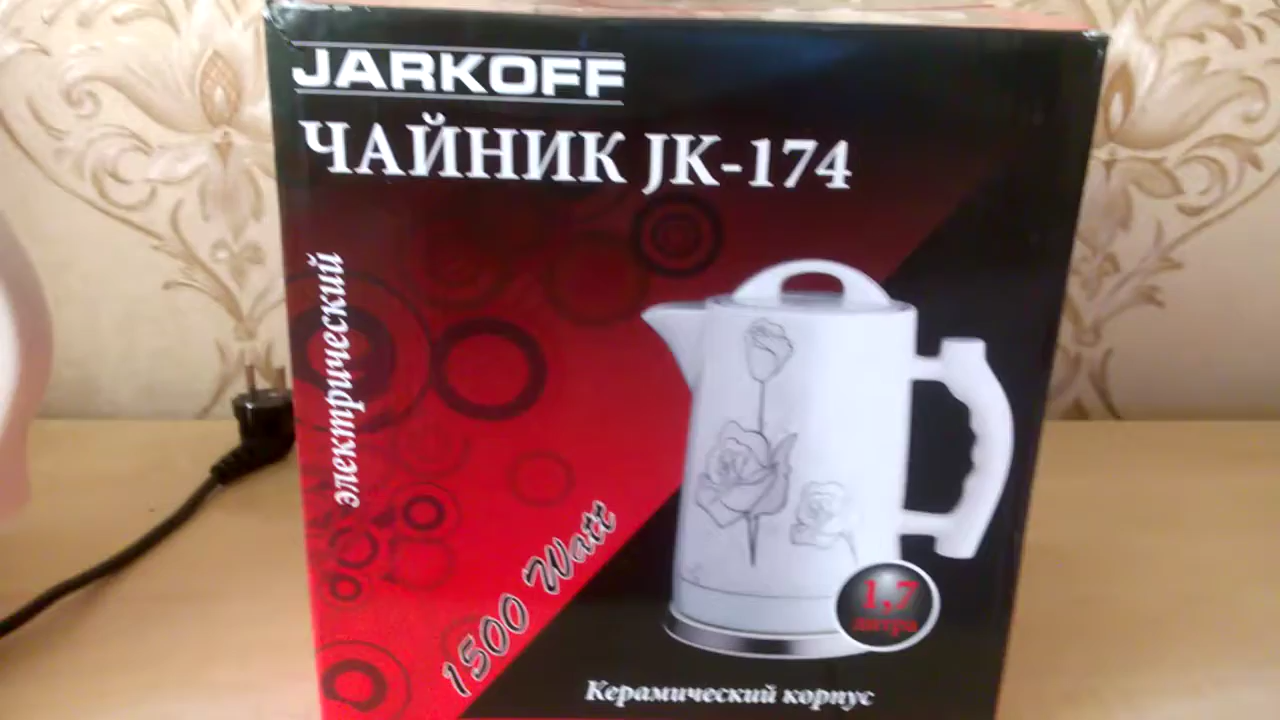 JARKOFF
ЧАЙНИК JK-174
электрический
1500 Watt
1,7
литра
Керамический корпус